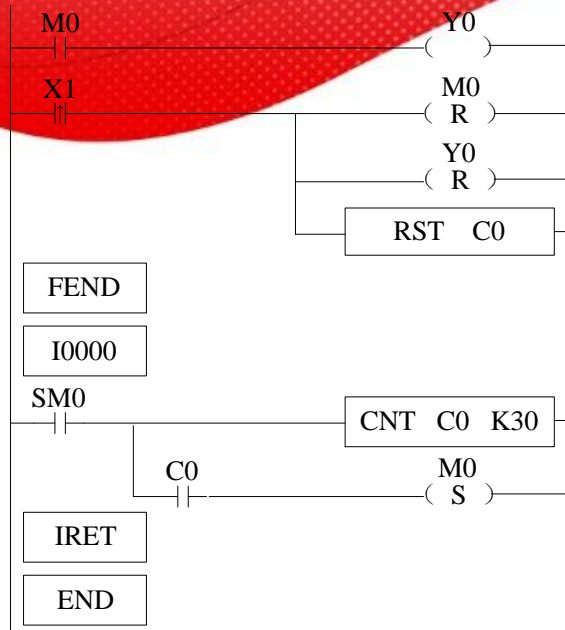 M0 Y0
X1 M0
R
Y0
R
RST C0
FEND
I0000
SM0
CNT C0 K30
C0 M0
S
IRET
END